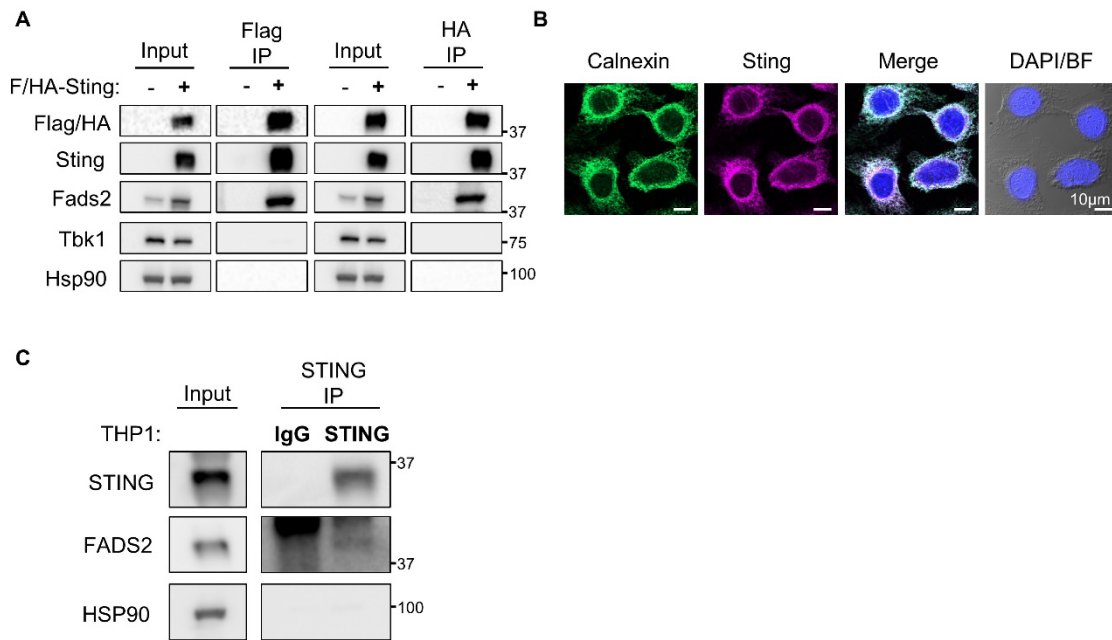 A
Input
Flag
IP
Input
HA
IP
F/HA-Sting: - + - + - + - +
Flag/HA
37
Sting
37
Fads2
37
Tbk1
75
Hsp90
100
B
Calnexin Sting Merge DAPI/BF
10μm
C
Input
STING
IP
THP1: IgG STING
STING
37
FADS2
37
HSP90
100